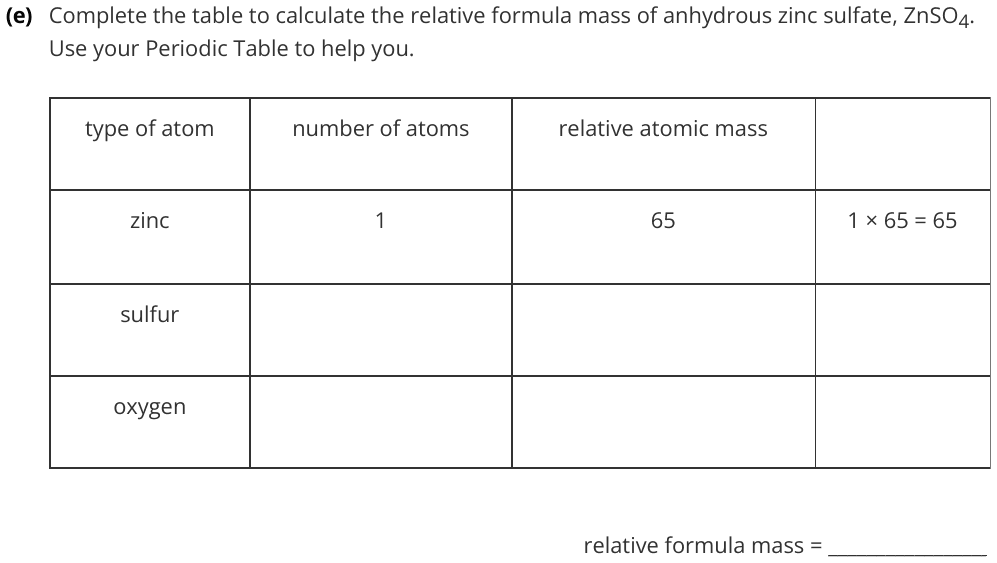 (e) Complete the table to calculate the relative formula mass of anhydrous zinc sulfate, ZnSO4.
Use your Periodic Table to help you.
type of atom number of atoms relative atomic mass
zinc 1 65 1 × 65 = 65
sulfur
oxygen
relative formula mass = ______________